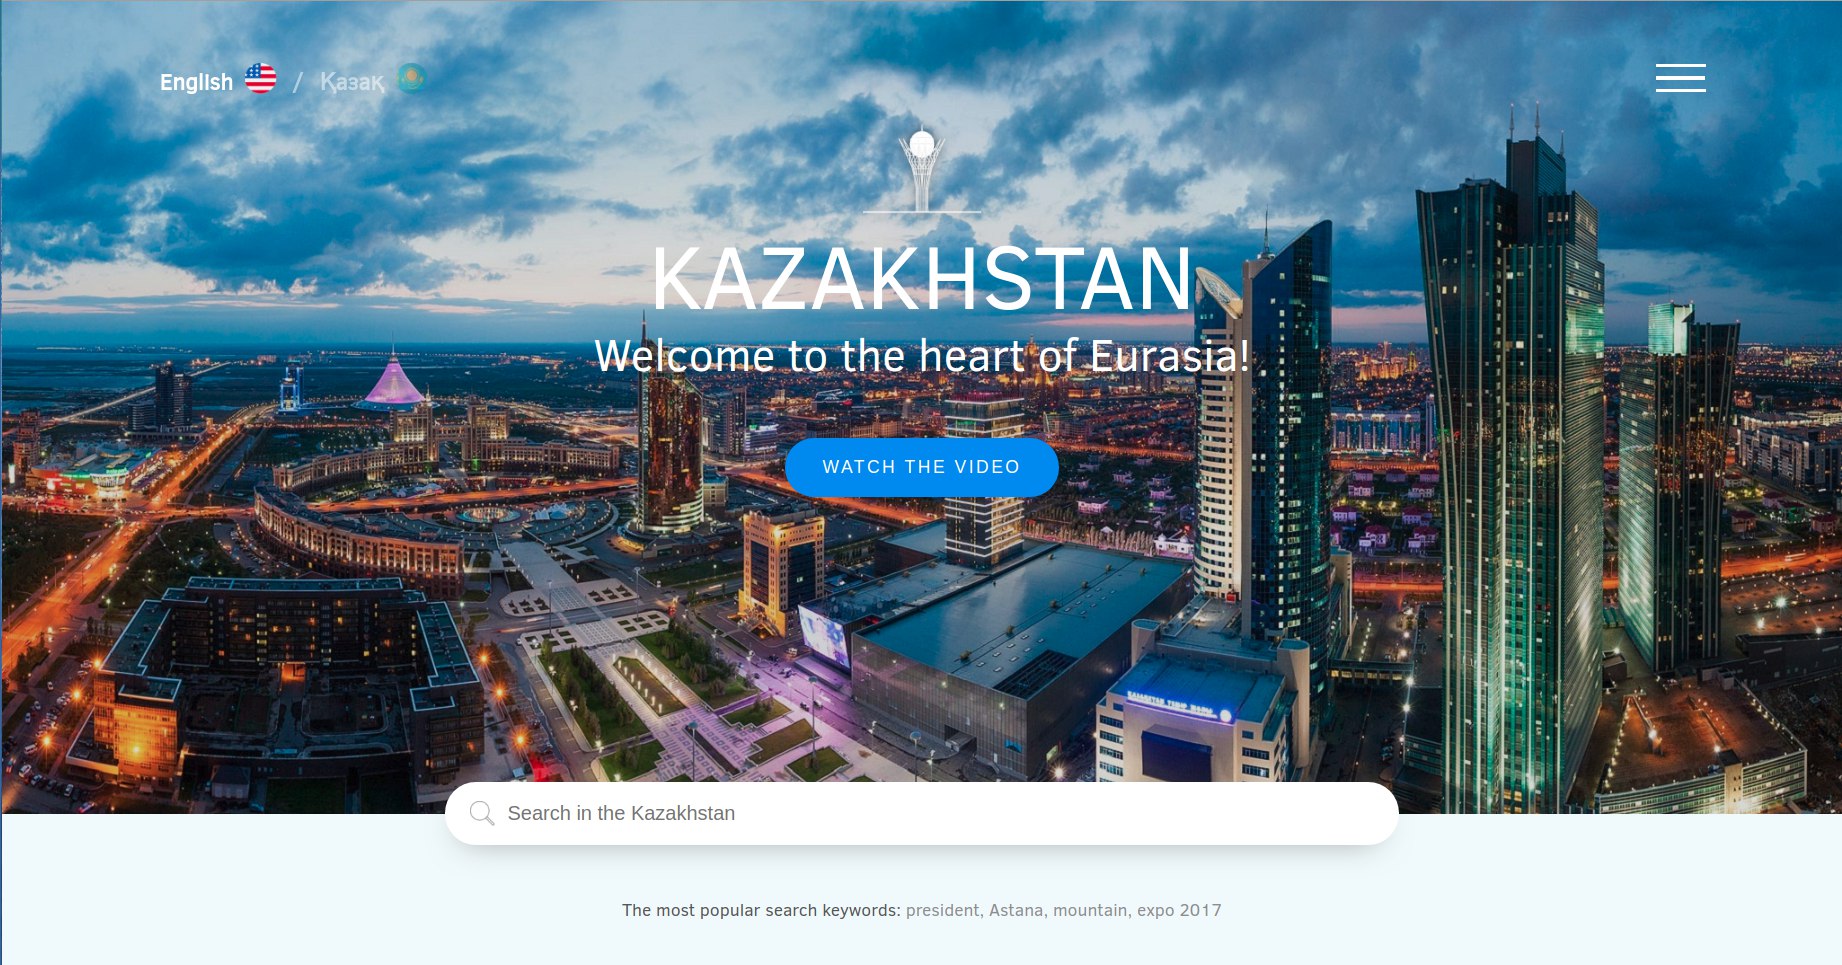 English / Қазақ
KAZAKHSTAN
Welcome to the heart of Eurasia!
WATCH THE VIDEO
Search in the Kazakhstan
The most popular search keywords: president, Astana, mountain, expo 2017